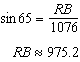 sin 65 = RB/1076
RB ≈ 975.2